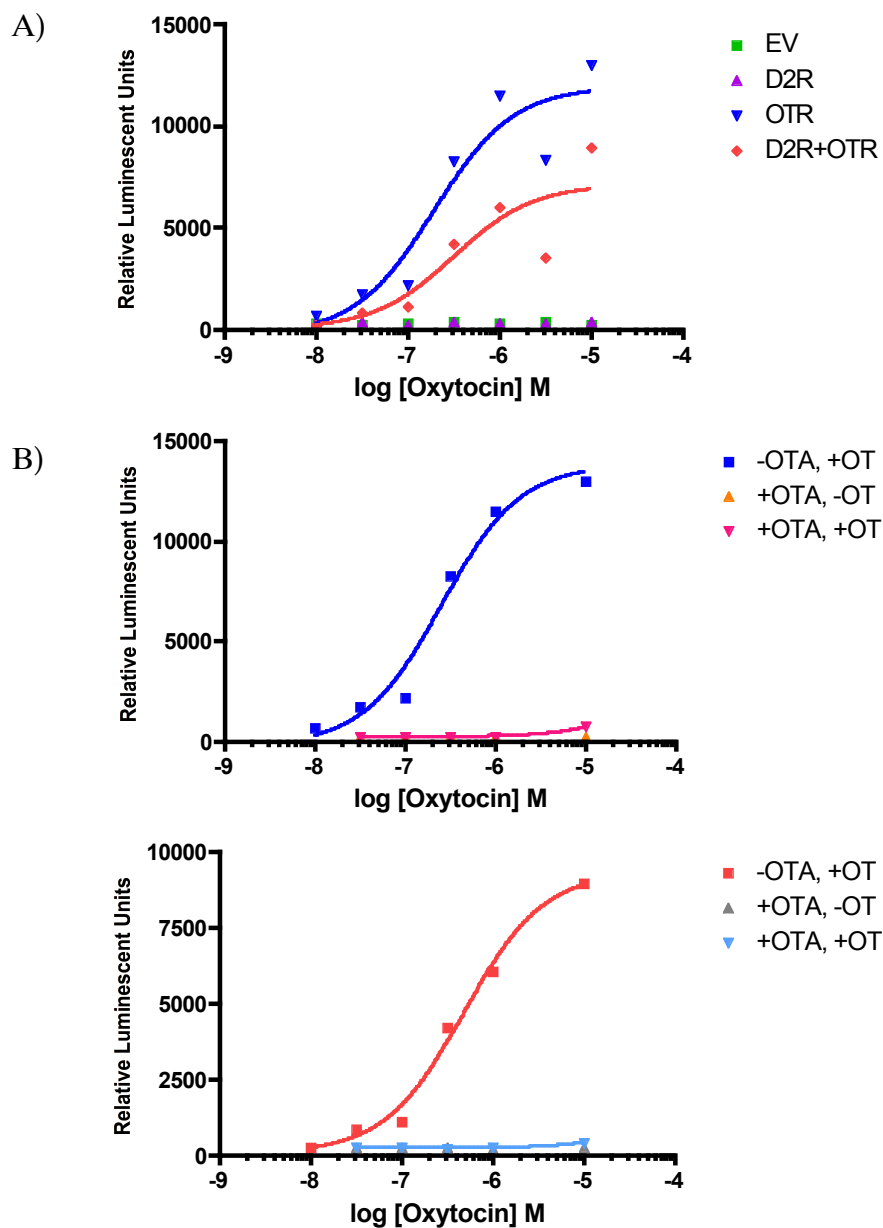 A)
15000
10000
5000
0
Relative Luminescent Units
-9 -8 -7 -6 -5 -4
log [Oxytocin] M
EV
D2R
OTR
D2R+OTR
B)
15000
10000
5000
0
Relative Luminescent Units
-9 -8 -7 -6 -5 -4
log [Oxytocin] M
-OTA, +OT
+OTA, -OT
+OTA, +OT
10000
7500
5000
2500
0
Relative Luminescent Units
-9 -8 -7 -6 -5 -4
log [Oxytocin] M
-OTA, +OT
+OTA, -OT
+OTA, +OT